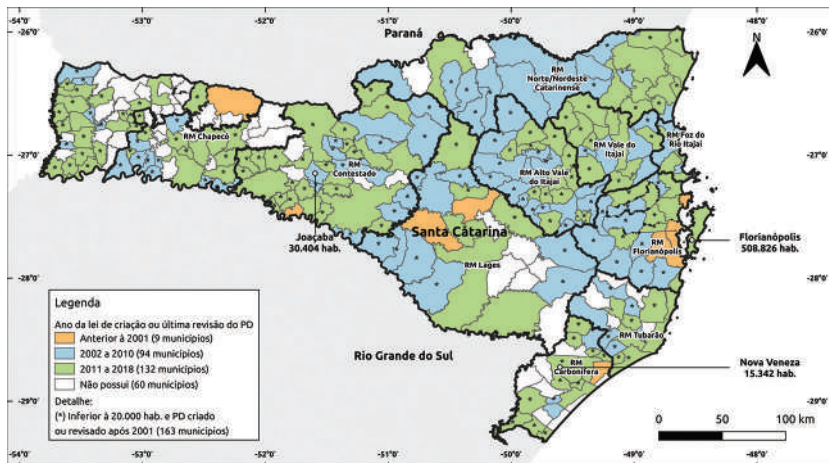 -54°0' -53°0' -52°0' -51°0' -50°0' -49°0' -48°0'
-26°0' -26°0'
Paraná
N
RM
Norte/Nordeste
Catarinense
RM Chapecó
RM Vale do
Itajaí
RM Foz do
Rio Itajaí
-27°0' -27°0'
RM
Contestado
RM Alto Vale
do Itajaí
Santa Catarina
Joaçaba
30.404 hab.
RM
Florianópolis
Florianópolis
508.826 hab.
RM Lages
-28°0' -28°0'
Legenda
Ano da lei de criação ou última revisão do PD
Anterior à 2001 (9 municípios)
2002 a 2010 (94 municípios)
2011 a 2018 (132 municípios)
Não possui (60 municípios)
Detalhe:
(*) Inferior à 20.000 hab. e PD criado
ou revisado após 2001 (163 municípios)
RM Tubarão
Rio Grande do Sul
RM
Carbonífera
Nova Veneza
15.342 hab.
-29°0' -29°0'
0 50 100 km
-54°0' -53°0' -52°0' -51°0' -50°0' -49°0' -48°0'